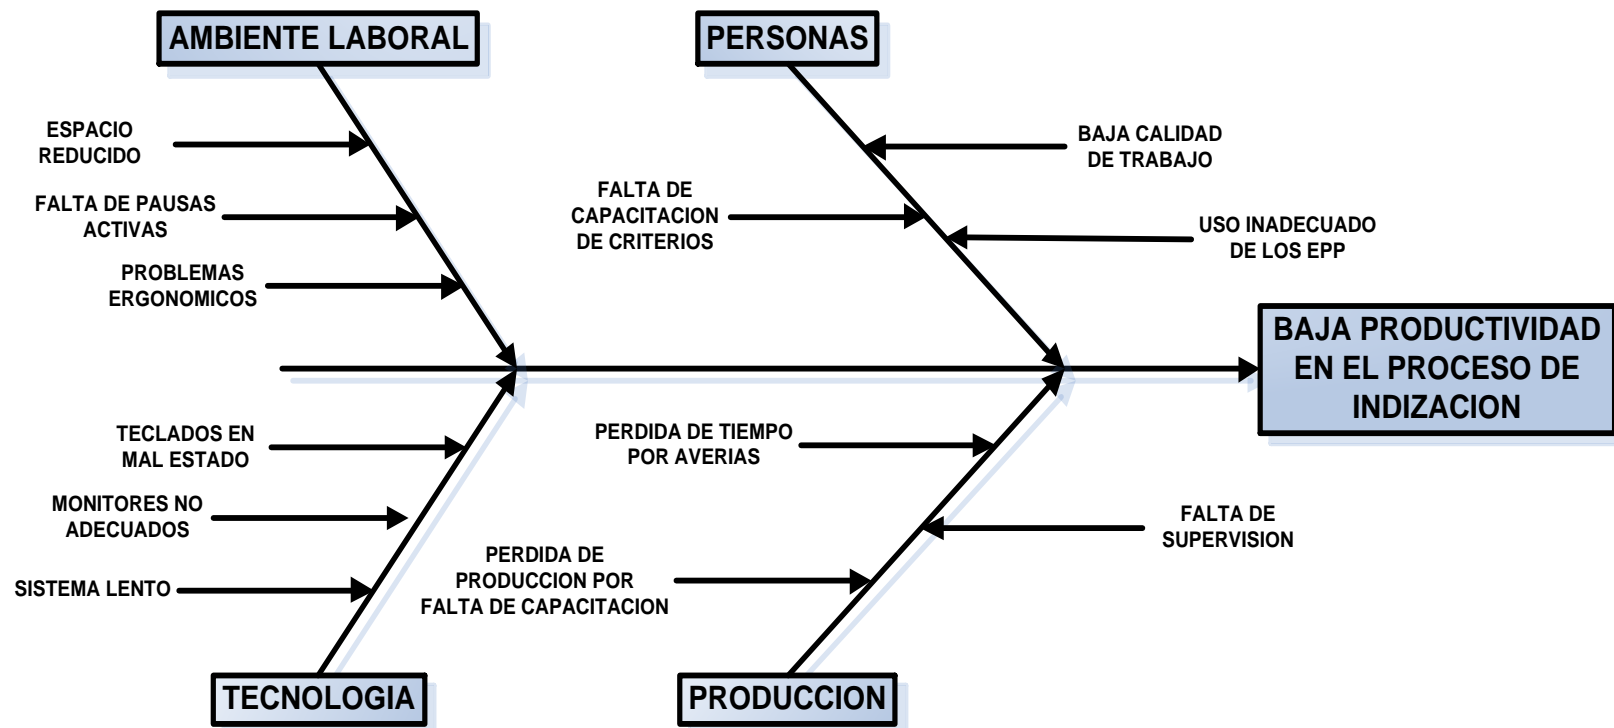 AMBIENTE LABORAL
PERSONAS
ESPACIO
REDUCIDO
BAJA CALIDAD
DE TRABAJO
FALTA DE PAUSAS
ACTIVAS
FALTA DE
CAPACITACION
DE CRITERIOS
USO INADECUADO
DE LOS EPP
PROBLEMAS
ERGONOMICOS
BAJA PRODUCTIVIDAD
EN EL PROCESO DE
INDIZACION
TECLADOS EN
MAL ESTADO
PERDIDA DE TIEMPO
POR AVERIAS
MONITORES NO
ADECUADOS
FALTA DE
SUPERVISION
SISTEMA LENTO
PERDIDA DE
PRODUCCION POR
FALTA DE CAPACITACION
TECNOLOGIA
PRODUCCION